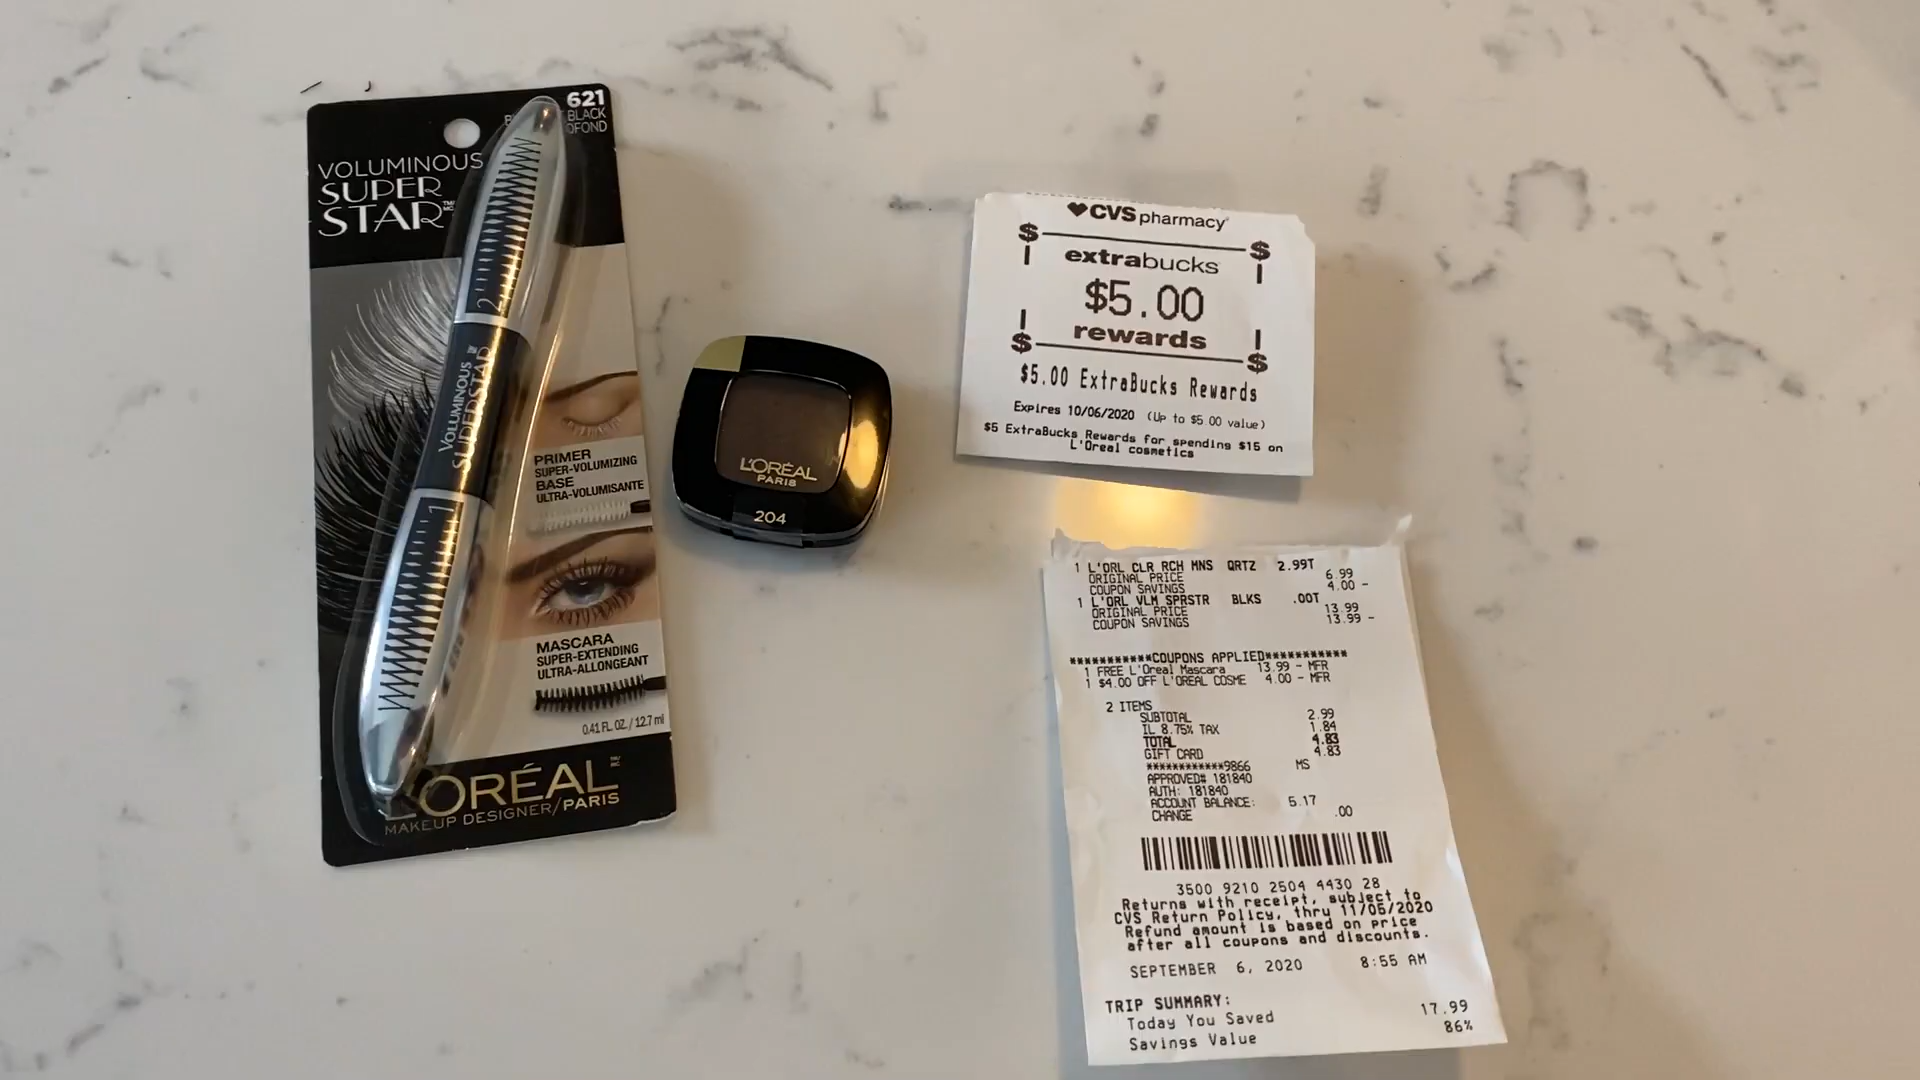 621
BLACK
VOLUMINOUS
SUPER
STAR
TM/
MC
2
VOLUMINOUS
SUPERSTAR
1
PRIMER
SUPER-VOLUMIZING
BASE
ULTRA-VOLUMISANTE
MASCARA
SUPER-EXTENDING
ULTRA-ALLONGEANT
0.41 FL. OZ. / 12.7 ml
L'ORÉAL
MAKEUP DESIGNER/PARIS
L'ORÉAL
PARIS
204
CVS pharmacy
$ $
extrabucks
$5.00
rewards
$ $
$5.00 ExtraBucks Rewards
Expires 10/06/2020 (Up to $5.00 value)
$5 ExtraBucks Rewards for spending $15 on
L'Oreal cosmetics
1 L'ORL CLR RCH MNS QRTZ 2.99T
ORIGINAL PRICE 6.99
COUPON SAVINGS 4.00 -
1 L'ORL VLM SPRSTR BLKS .00T
ORIGINAL PRICE 13.99
COUPON SAVINGS 13.99 -
***********COUPONS APPLIED***********
1 FREE L'Oreal Mascara 13.99 - MFR
1 $4.00 OFF L'OREAL COSME 4.00 - MFR
2 ITEMS
SUBTOTAL 2.99
IL 8.75% TAX 1.84
TOTAL 4.83
GIFT CARD 4.83
************9866 MS
APPROVED# 181840
AUTH: 181840
ACCOUNT BALANCE: 5.17
CHANGE .00
3500 9210 2504 4430 28
Returns with receipt, subject to
CVS Return Policy, thru 11/05/2020
Refund amount is based on price
after all coupons and discounts.
SEPTEMBER 6, 2020 8:55 AM
TRIP SUMMARY:
Today You Saved 17.99
Savings Value 86%